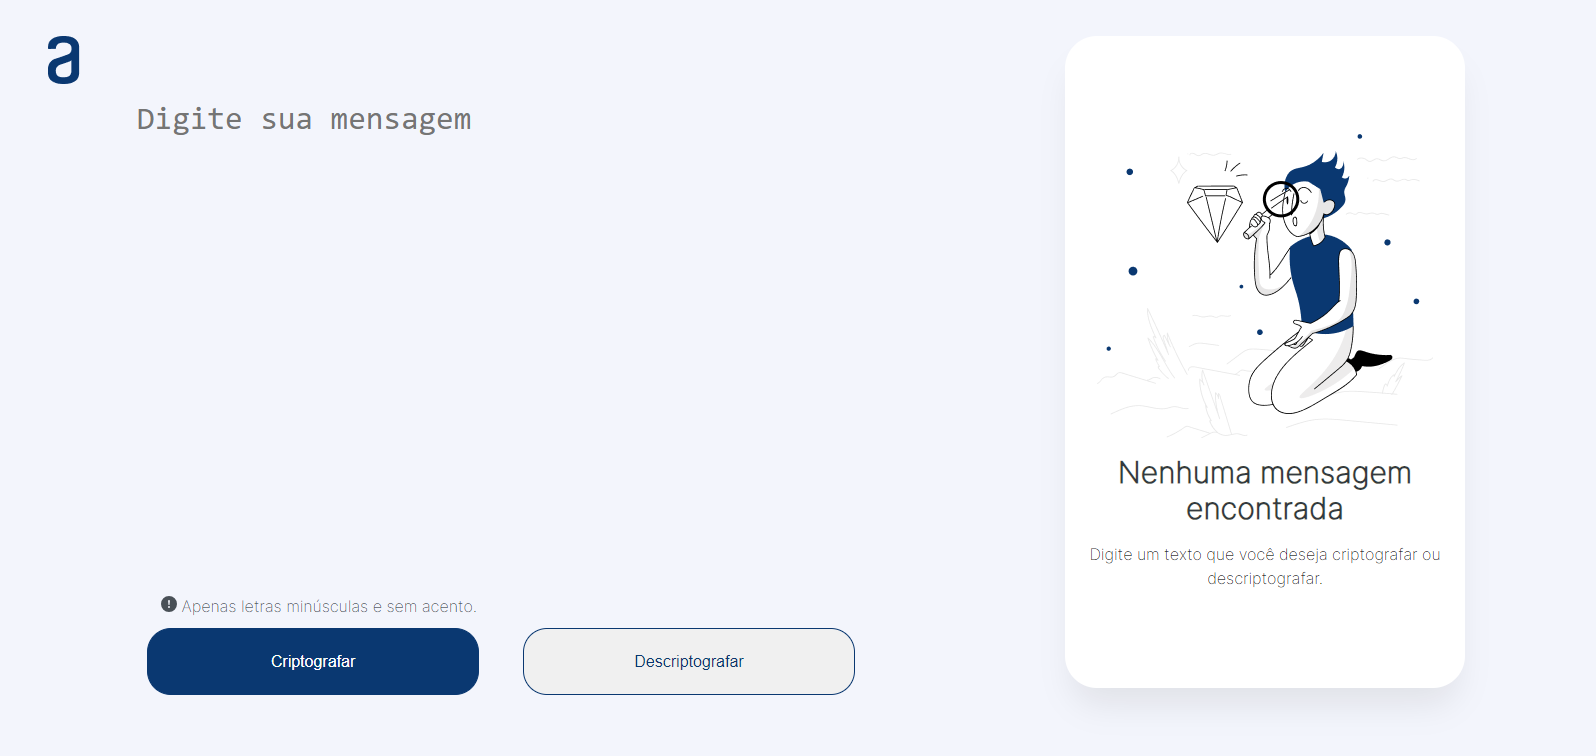 a
Digite sua mensagem
Apenas letras minúsculas e sem acento.
Criptografar
Descriptografar
Nenhuma mensagem
encontrada
Digite um texto que você deseja criptografar ou
descriptografar.